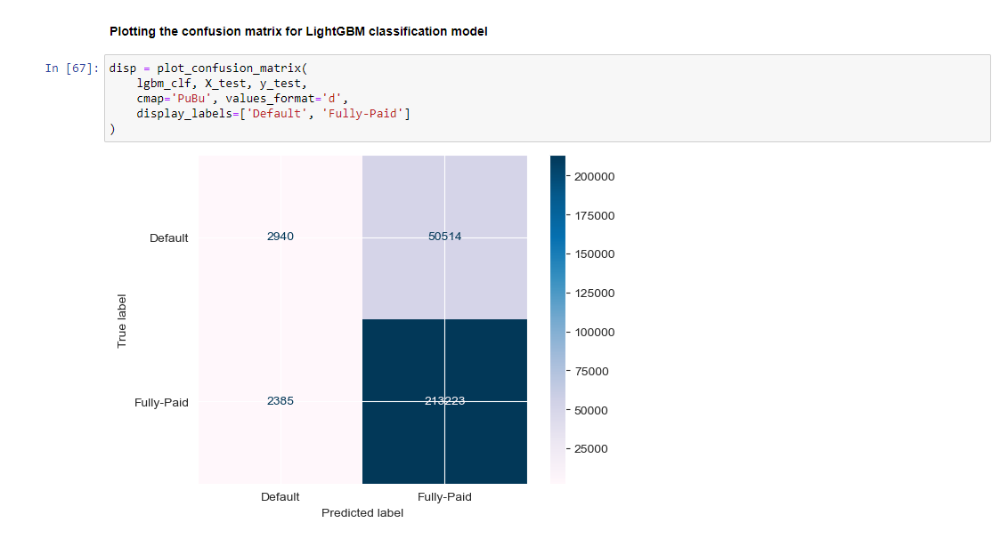 Plotting the confusion matrix for LightGBM classification model
In [67]: disp = plot_confusion_matrix(
lgbm_clf, X_test, y_test,
cmap='PuBu', values_format='d',
display_labels=['Default', 'Fully-Paid']
)
200000
175000
150000
125000
100000
75000
50000
25000
True label
Default
2940
50514
Fully-Paid
2385
213223
Default
Fully-Paid
Predicted label